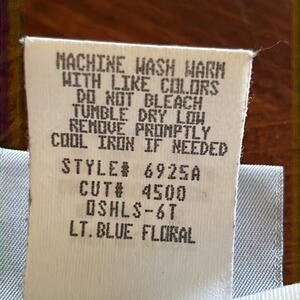 MACHINE WASH WARM
WITH LIKE COLORS
DO NOT BLEACH
TUMBLE DRY LOW
REMOVE PROMPTLY
COOL IRON IF NEEDED
STYLE# 6925A
CUT# 4500
OSHLS-6T
LT.BLUE FLORAL